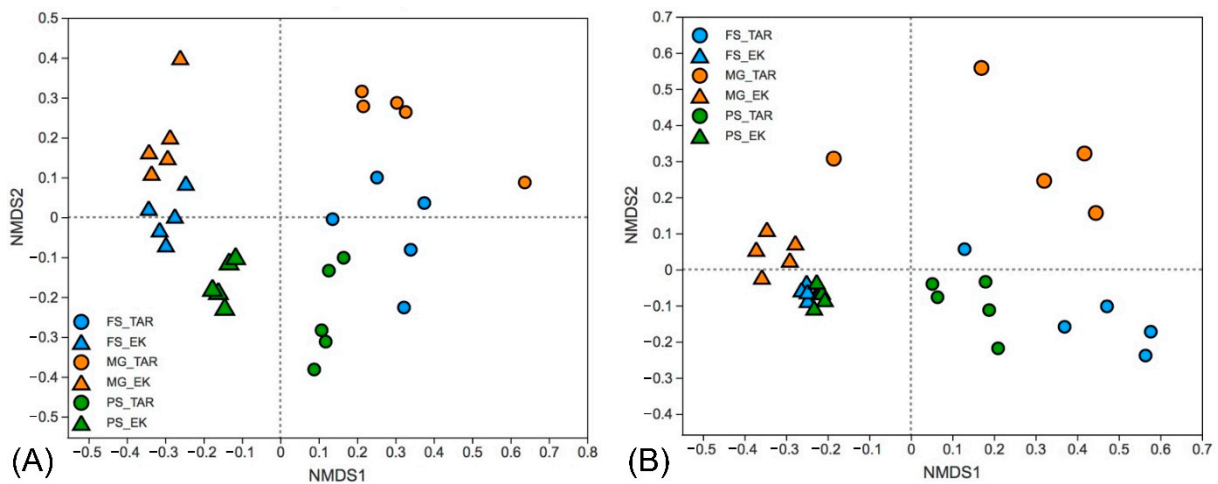 0.5
0.4
0.3
0.2
0.1
0
−0.1
−0.2
−0.3
−0.4
−0.5
NMDS2
FS_TAR
FS_EK
MG_TAR
MG_EK
PS_TAR
PS_EK
−0.5 −0.4 −0.3 −0.2 −0.1 0 0.1 0.2 0.3 0.4 0.5 0.6 0.7 0.8
NMDS1
(A)
0.7
0.6
0.5
0.4
0.3
0.2
0.1
0
−0.1
−0.2
−0.3
−0.4
NMDS2
FS_TAR
FS_EK
MG_TAR
MG_EK
PS_TAR
PS_EK
−0.5 −0.4 −0.3 −0.2 −0.1 0 0.1 0.2 0.3 0.4 0.5 0.6 0.7
NMDS1
(B)